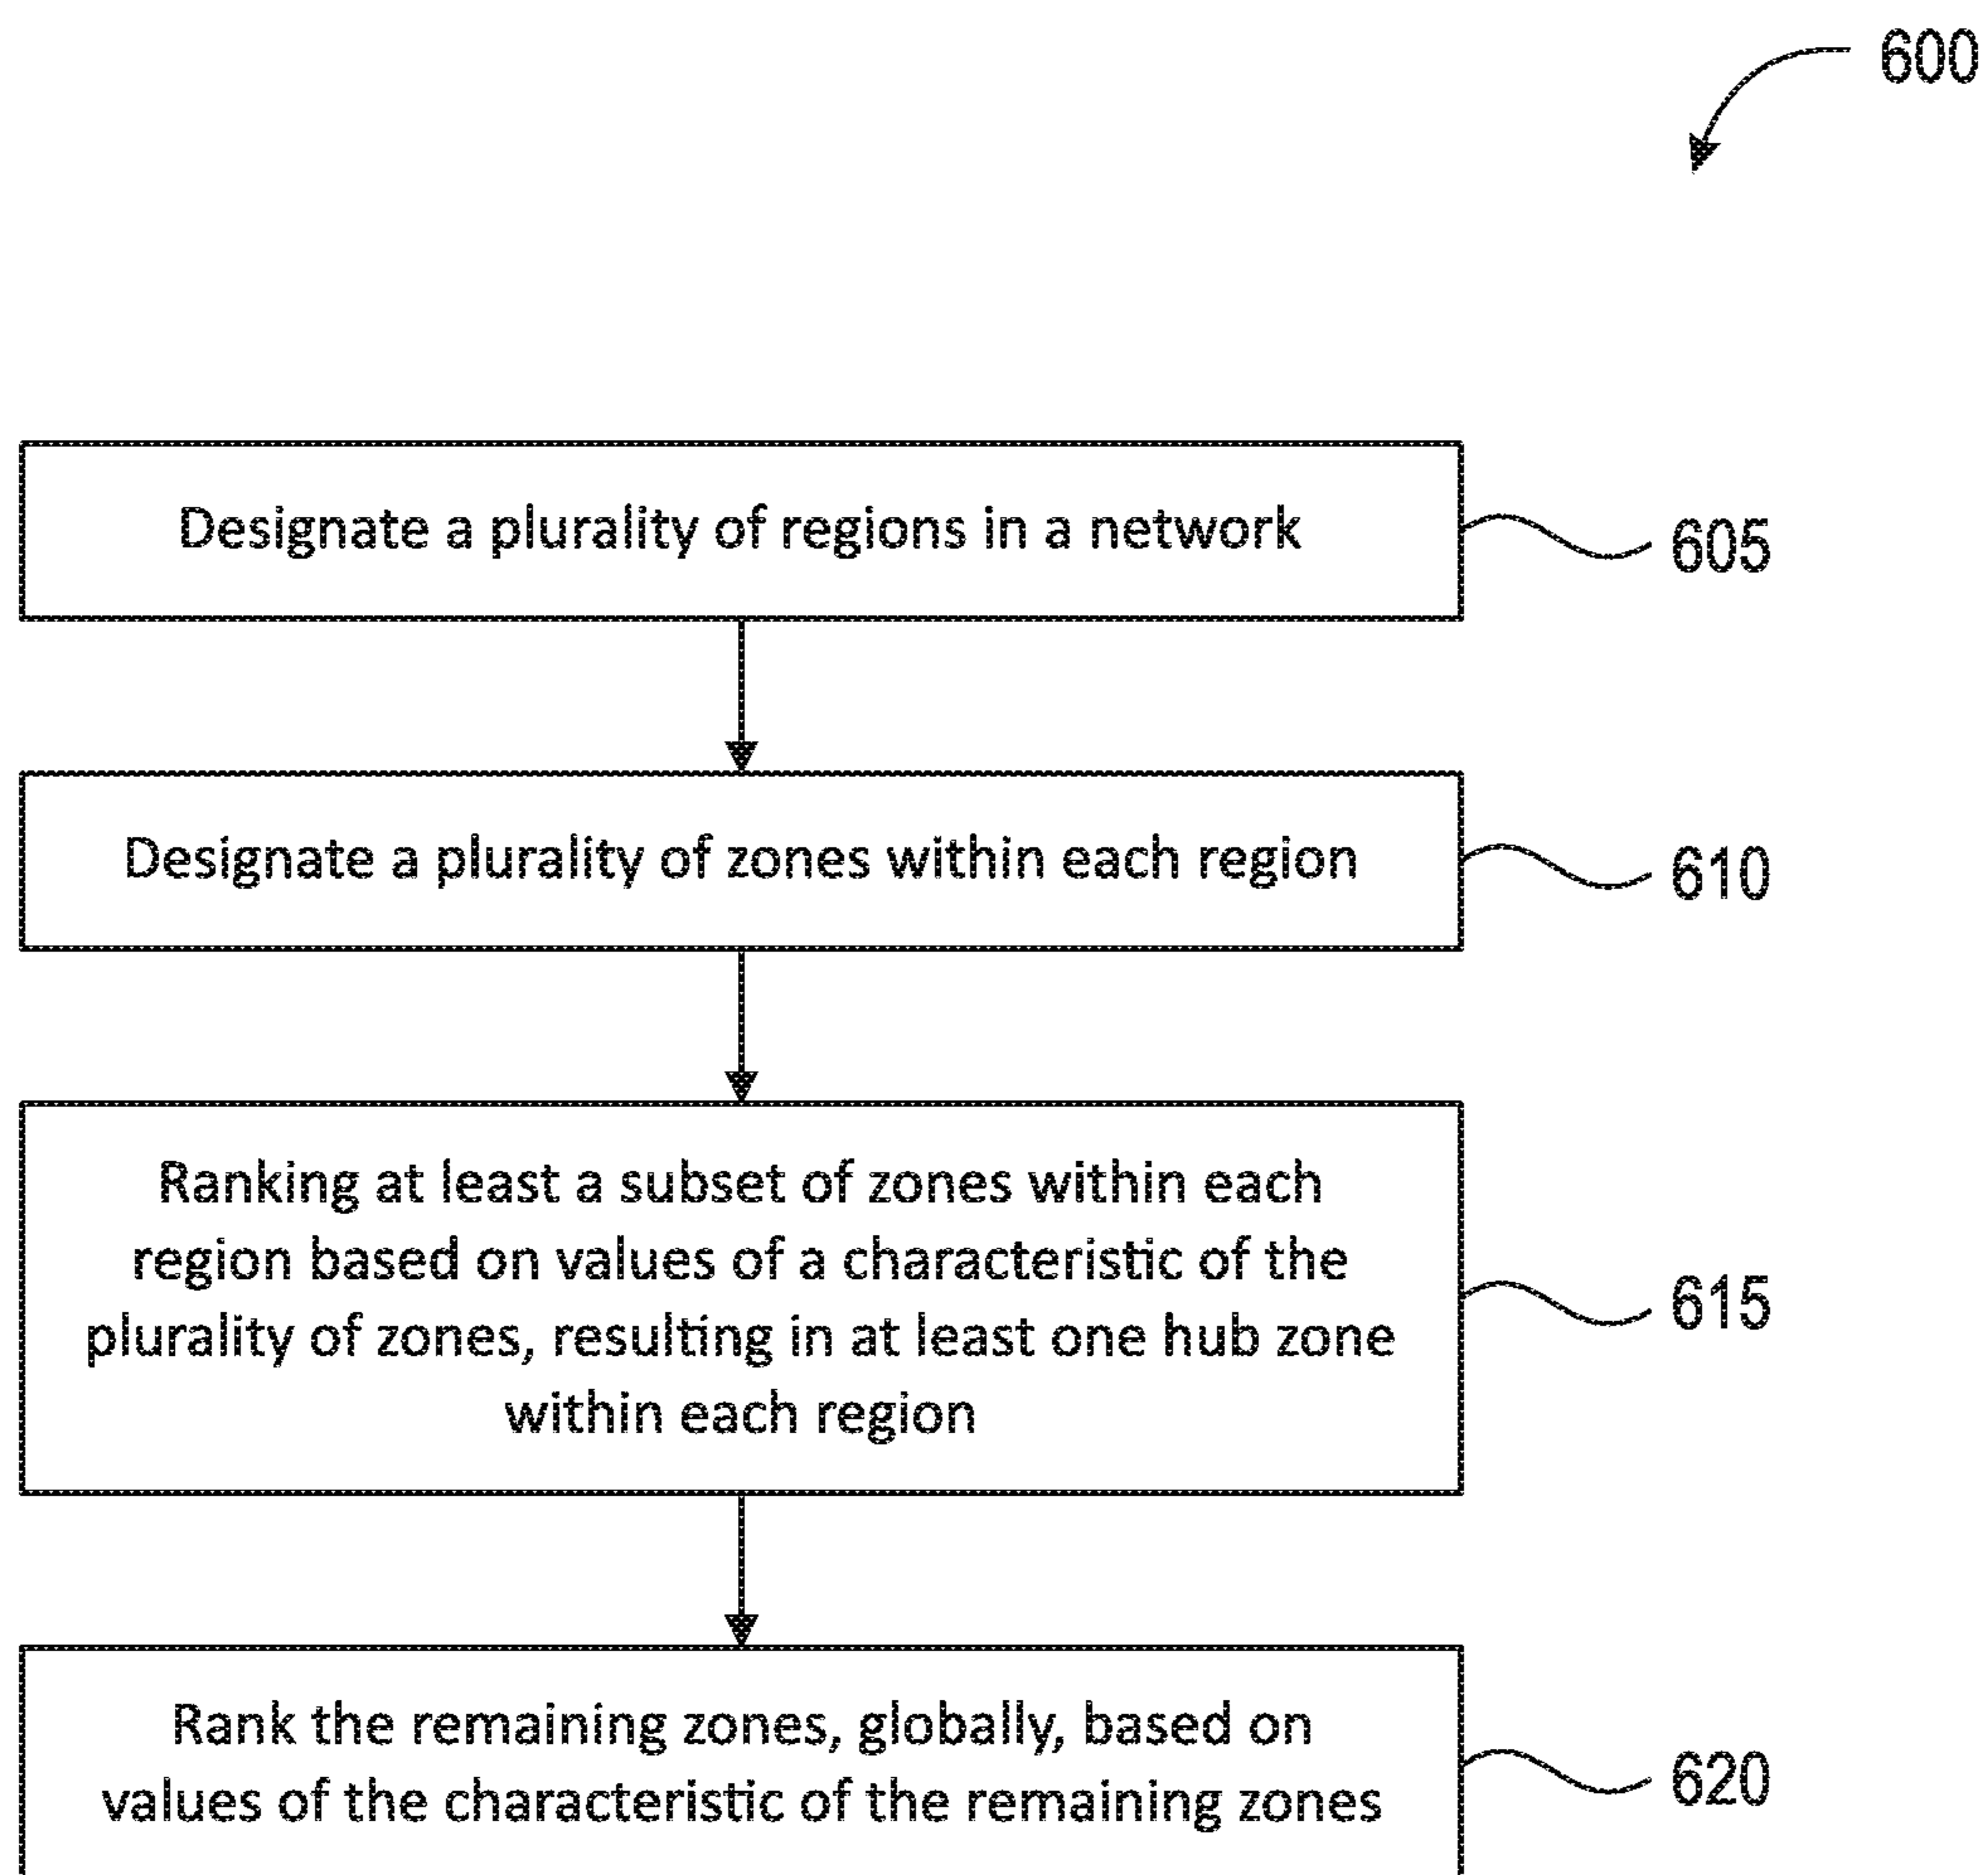 600
Designate a plurality of regions in a network
605
Designate a plurality of zones within each region
610
Ranking at least a subset of zones within each
region based on values of a characteristic of the
plurality of zones, resulting in at least one hub zone
within each region
615
Rank the remaining zones, globally, based on
values of the characteristic of the remaining zones
620